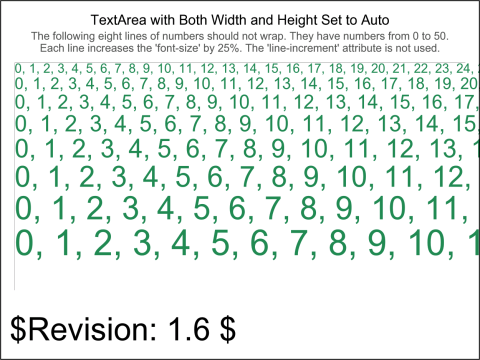 TextArea with Both Width and Height Set to Auto
The following eight lines of numbers should not wrap. They have numbers from 0 to 50.
Each line increases the 'font-size' by 25%. The 'line-increment' attribute is not used.
0, 1, 2, 3, 4, 5, 6, 7, 8, 9, 10, 11, 12, 13, 14, 15, 16, 17, 18, 19, 20, 21, 22, 23, 24,
0, 1, 2, 3, 4, 5, 6, 7, 8, 9, 10, 11, 12, 13, 14, 15, 16, 17, 18, 19, 20
0, 1, 2, 3, 4, 5, 6, 7, 8, 9, 10, 11, 12, 13, 14, 15, 16, 17,
0, 1, 2, 3, 4, 5, 6, 7, 8, 9, 10, 11, 12, 13, 14, 15,
0, 1, 2, 3, 4, 5, 6, 7, 8, 9, 10, 11, 12, 13, 1
0, 1, 2, 3, 4, 5, 6, 7, 8, 9, 10, 11, 12,
0, 1, 2, 3, 4, 5, 6, 7, 8, 9, 10, 11,
0, 1, 2, 3, 4, 5, 6, 7, 8, 9, 10, 1
$Revision: 1.6 $